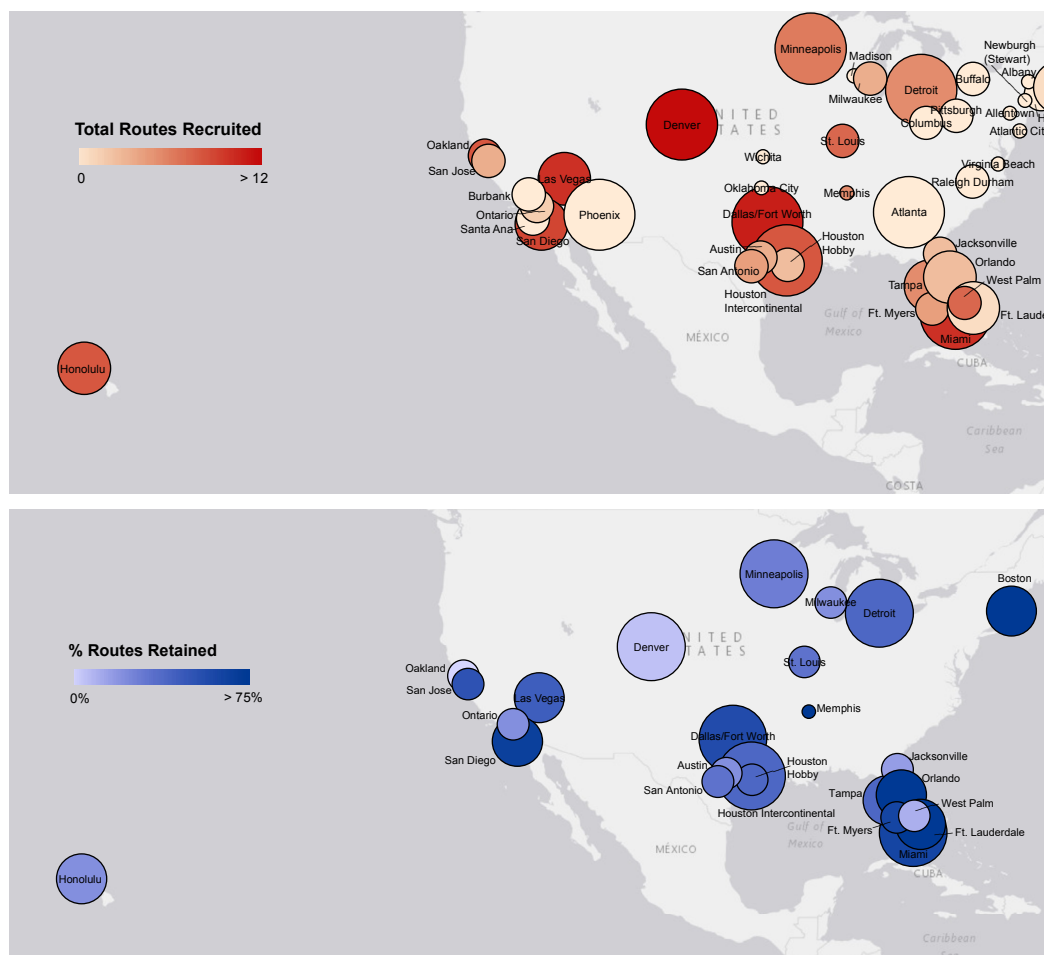 Minneapolis
Madison
Newburgh
(Stewart)
Albany
Milwaukee
Detroit
Buffalo
Pittsburgh
Columbus
Allentown
H
Atlantic Cit
Total Routes Recruited
0
> 12
UNITED
STATES
Denver
Oakland
San Jose
Las Vegas
Burbank
Ontario
Santa Ana
San Diego
Phoenix
St. Louis
Wichita
Oklahoma City
Memphis
Virginia Beach
Raleigh Durham
Dallas/Fort Worth
Atlanta
Austin
Houston
Hobby
San Antonio
Houston
Intercontinental
Jacksonville
Orlando
Tampa
West Palm
Ft. Myers
Ft. Laude
Miami
Gulf of
Mexico
MÉXICO
CUBA
Honolulu
Caribbean
Sea
COSTA
Minneapolis
Milwaukee
Detroit
Boston
% Routes Retained
0%
> 75%
UNITED
STATES
Denver
Oakland
San Jose
Las Vegas
Ontario
San Diego
St. Louis
Memphis
Dallas/Fort Worth
Austin
Houston
Hobby
San Antonio
Houston Intercontinental
Jacksonville
Orlando
Tampa
West Palm
Ft. Myers
Ft. Lauderdale
Miami
Gulf of
Mexico
MÉXICO
CUBA
Honolulu
Caribbean